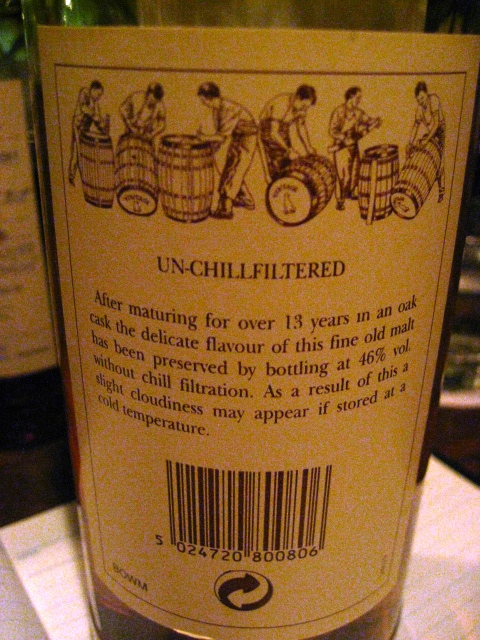 UN-CHILLFILTERED
After maturing for over 13 years in an oak
cask the delicate flavour of this fine old malt
has been preserved by bottling at 46% vol.
without chill filtration. As a result of this a
slight cloudiness may appear if stored at a
cold temperature.
5 024720 800806
BOWM